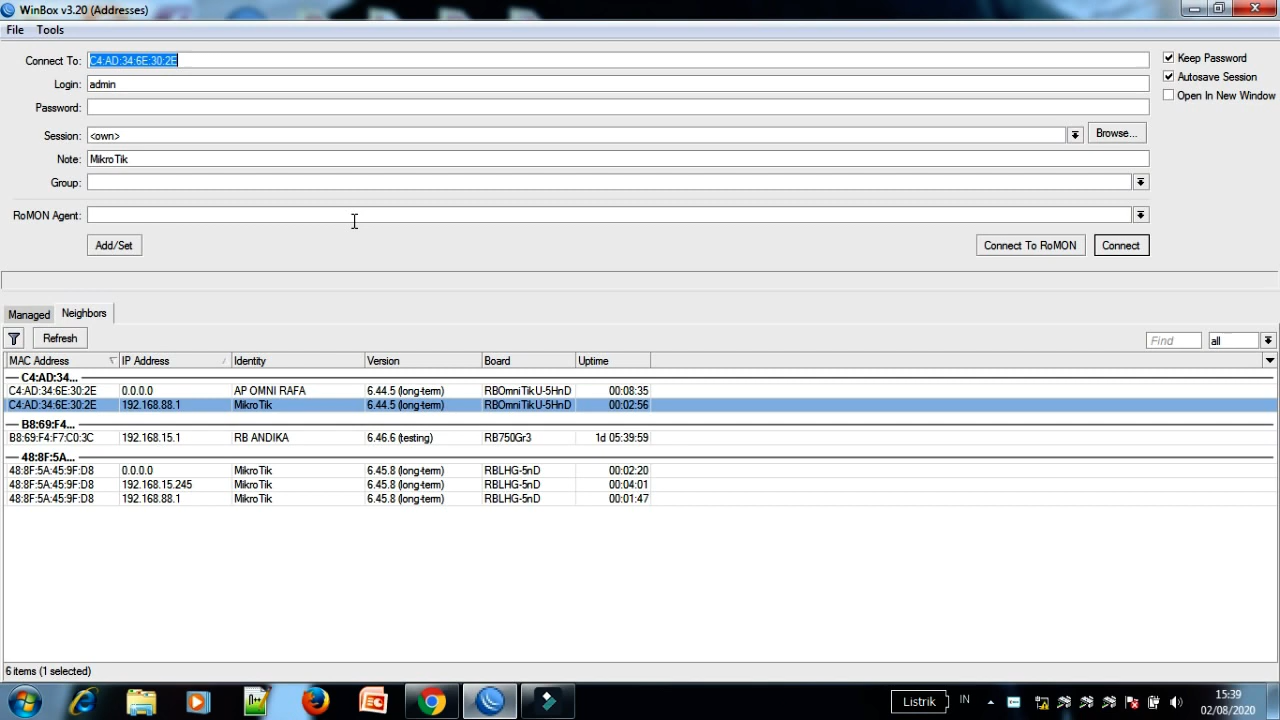 WinBox v3.20 (Addresses)
File Tools
Connect To: C4:AD:34:6E:30:2E
Keep Password
Login: admin
Autosave Session
Password:
Open In New Window
Session: <own> Browse...
Note: MikroTik
Group:
RoMON Agent:
Add/Set Connect To RoMON Connect
Managed Neighbors
Refresh Find all
MAC Address IP Address Identity Version Board Uptime
C4:AD:34...
C4:AD:34:6E:30:2E 0.0.0.0 AP OMNI RAFA 6.44.5 (long-term) RBOmniTikU-5HnD 00:08:35
C4:AD:34:6E:30:2E 192.168.88.1 MikroTik 6.44.5 (long-term) RBOmniTikU-5HnD 00:02:56
B8:69:F4...
B8:69:F4:F7:C0:3C 192.168.15.1 RB ANDIKA 6.46.6 (testing) RB750Gr3 1d 05:39:59
48:8F:5A...
48:8F:5A:45:9F:D8 0.0.0.0 MikroTik 6.45.8 (long-term) RBLHG-5nD 00:02:20
48:8F:5A:45:9F:D8 192.168.15.245 MikroTik 6.45.8 (long-term) RBLHG-5nD 00:04:01
48:8F:5A:45:9F:D8 192.168.88.1 MikroTik 6.45.8 (long-term) RBLHG-5nD 00:01:47
6 items (1 selected)
Listrik IN 15:39
02/08/2020